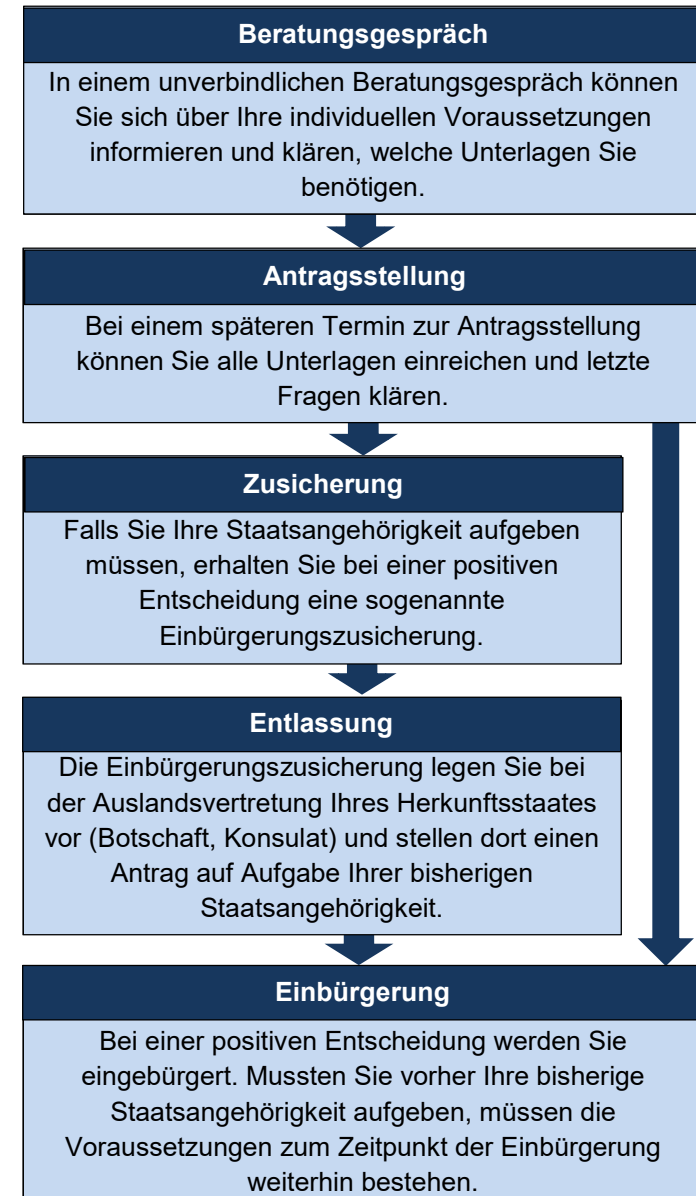 Beratungsgespräch
In einem unverbindlichen Beratungsgespräch können
Sie sich über Ihre individuellen Voraussetzungen
informieren und klären, welche Unterlagen Sie
benötigen.
Antragsstellung
Bei einem späteren Termin zur Antragsstellung
können Sie alle Unterlagen einreichen und letzte
Fragen klären.
Zusicherung
Falls Sie Ihre Staatsangehörigkeit aufgeben
müssen, erhalten Sie bei einer positiven
Entscheidung eine sogenannte
Einbürgerungszusicherung.
Entlassung
Die Einbürgerungszusicherung legen Sie bei
der Auslandsvertretung Ihres Herkunftsstaates
vor (Botschaft, Konsulat) und stellen dort einen
Antrag auf Aufgabe Ihrer bisherigen
Staatsangehörigkeit.
Einbürgerung
Bei einer positiven Entscheidung werden Sie
eingebürgert. Mussten Sie vorher Ihre bisherige
Staatsangehörigkeit aufgeben, müssen die
Voraussetzungen zum Zeitpunkt der Einbürgerung
weiterhin bestehen.